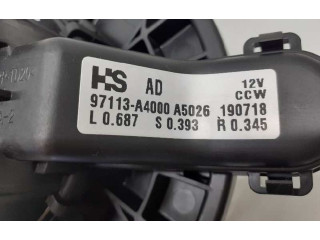 HS AD 12V
CCW
97113-A4000 A5026 190718
L 0.687 S 0.393 R 0.345